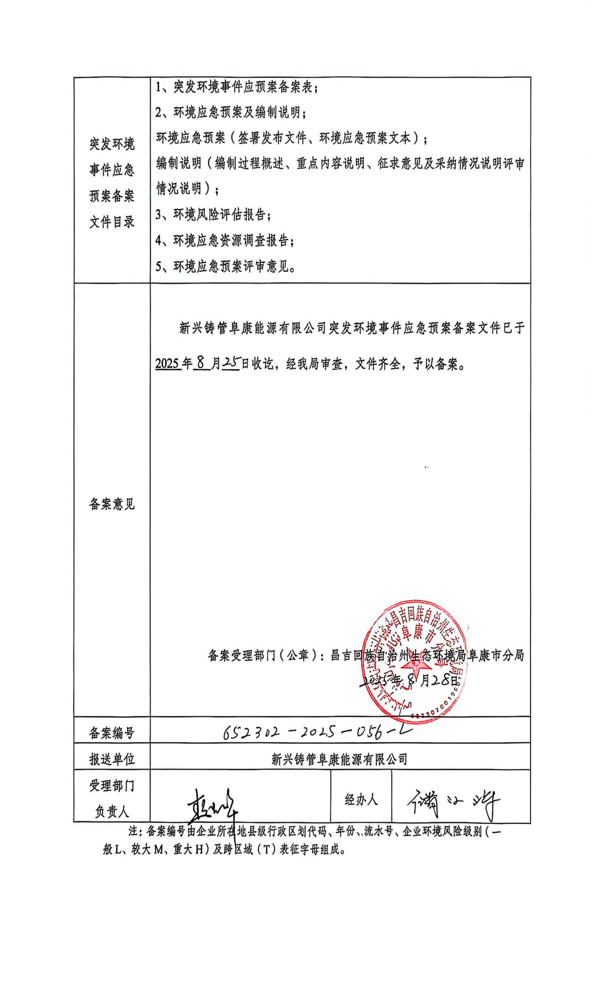 突发环境
事件应急
预案备案
文件目录
1、突发环境事件应预案备案表；
2、环境应急预案及编制说明；
环境应急预案（签署发布文件、环境应急预案文本）；
编制说明（编制过程概述、重点内容说明、征求意见及采纳情况说明评审
情况说明）；
3、环境风险评估报告；
4、环境应急资源调查报告；
5、环境应急预案评审意见。
备案意见
新兴铸管阜康能源有限公司突发环境事件应急预案备案文件已于
2025年8月25日收讫，经我局审查，文件齐全，予以备案。
昌吉回族自治州生态环境局
阜康市分局
备案受理部门（公章）：昌吉回族自治州生态环境局阜康市分局
2025年8月28日
备案编号
652302-2025-056-L
报送单位
新兴铸管阜康能源有限公司
受理部门
负责人
经办人
注：备案编号由企业所在地县级行政区划代码、年份、流水号、企业环境风险级别（一
般L、较大M、重大H）及跨区域（T）表征字母组成。